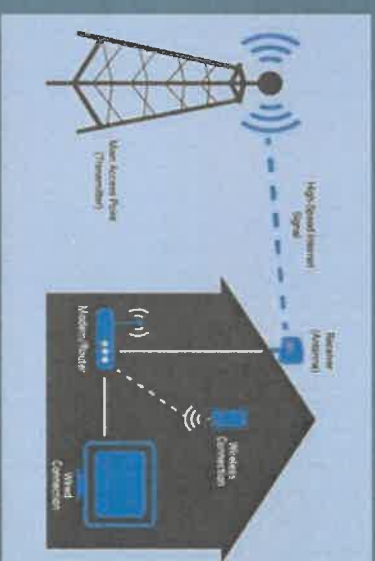 High-Speed Internet
Signal
Receiver
(Antenna)
Main Access Point
(Transmitter)
Modem/Router
Wireless
Connection
Wired
Connection